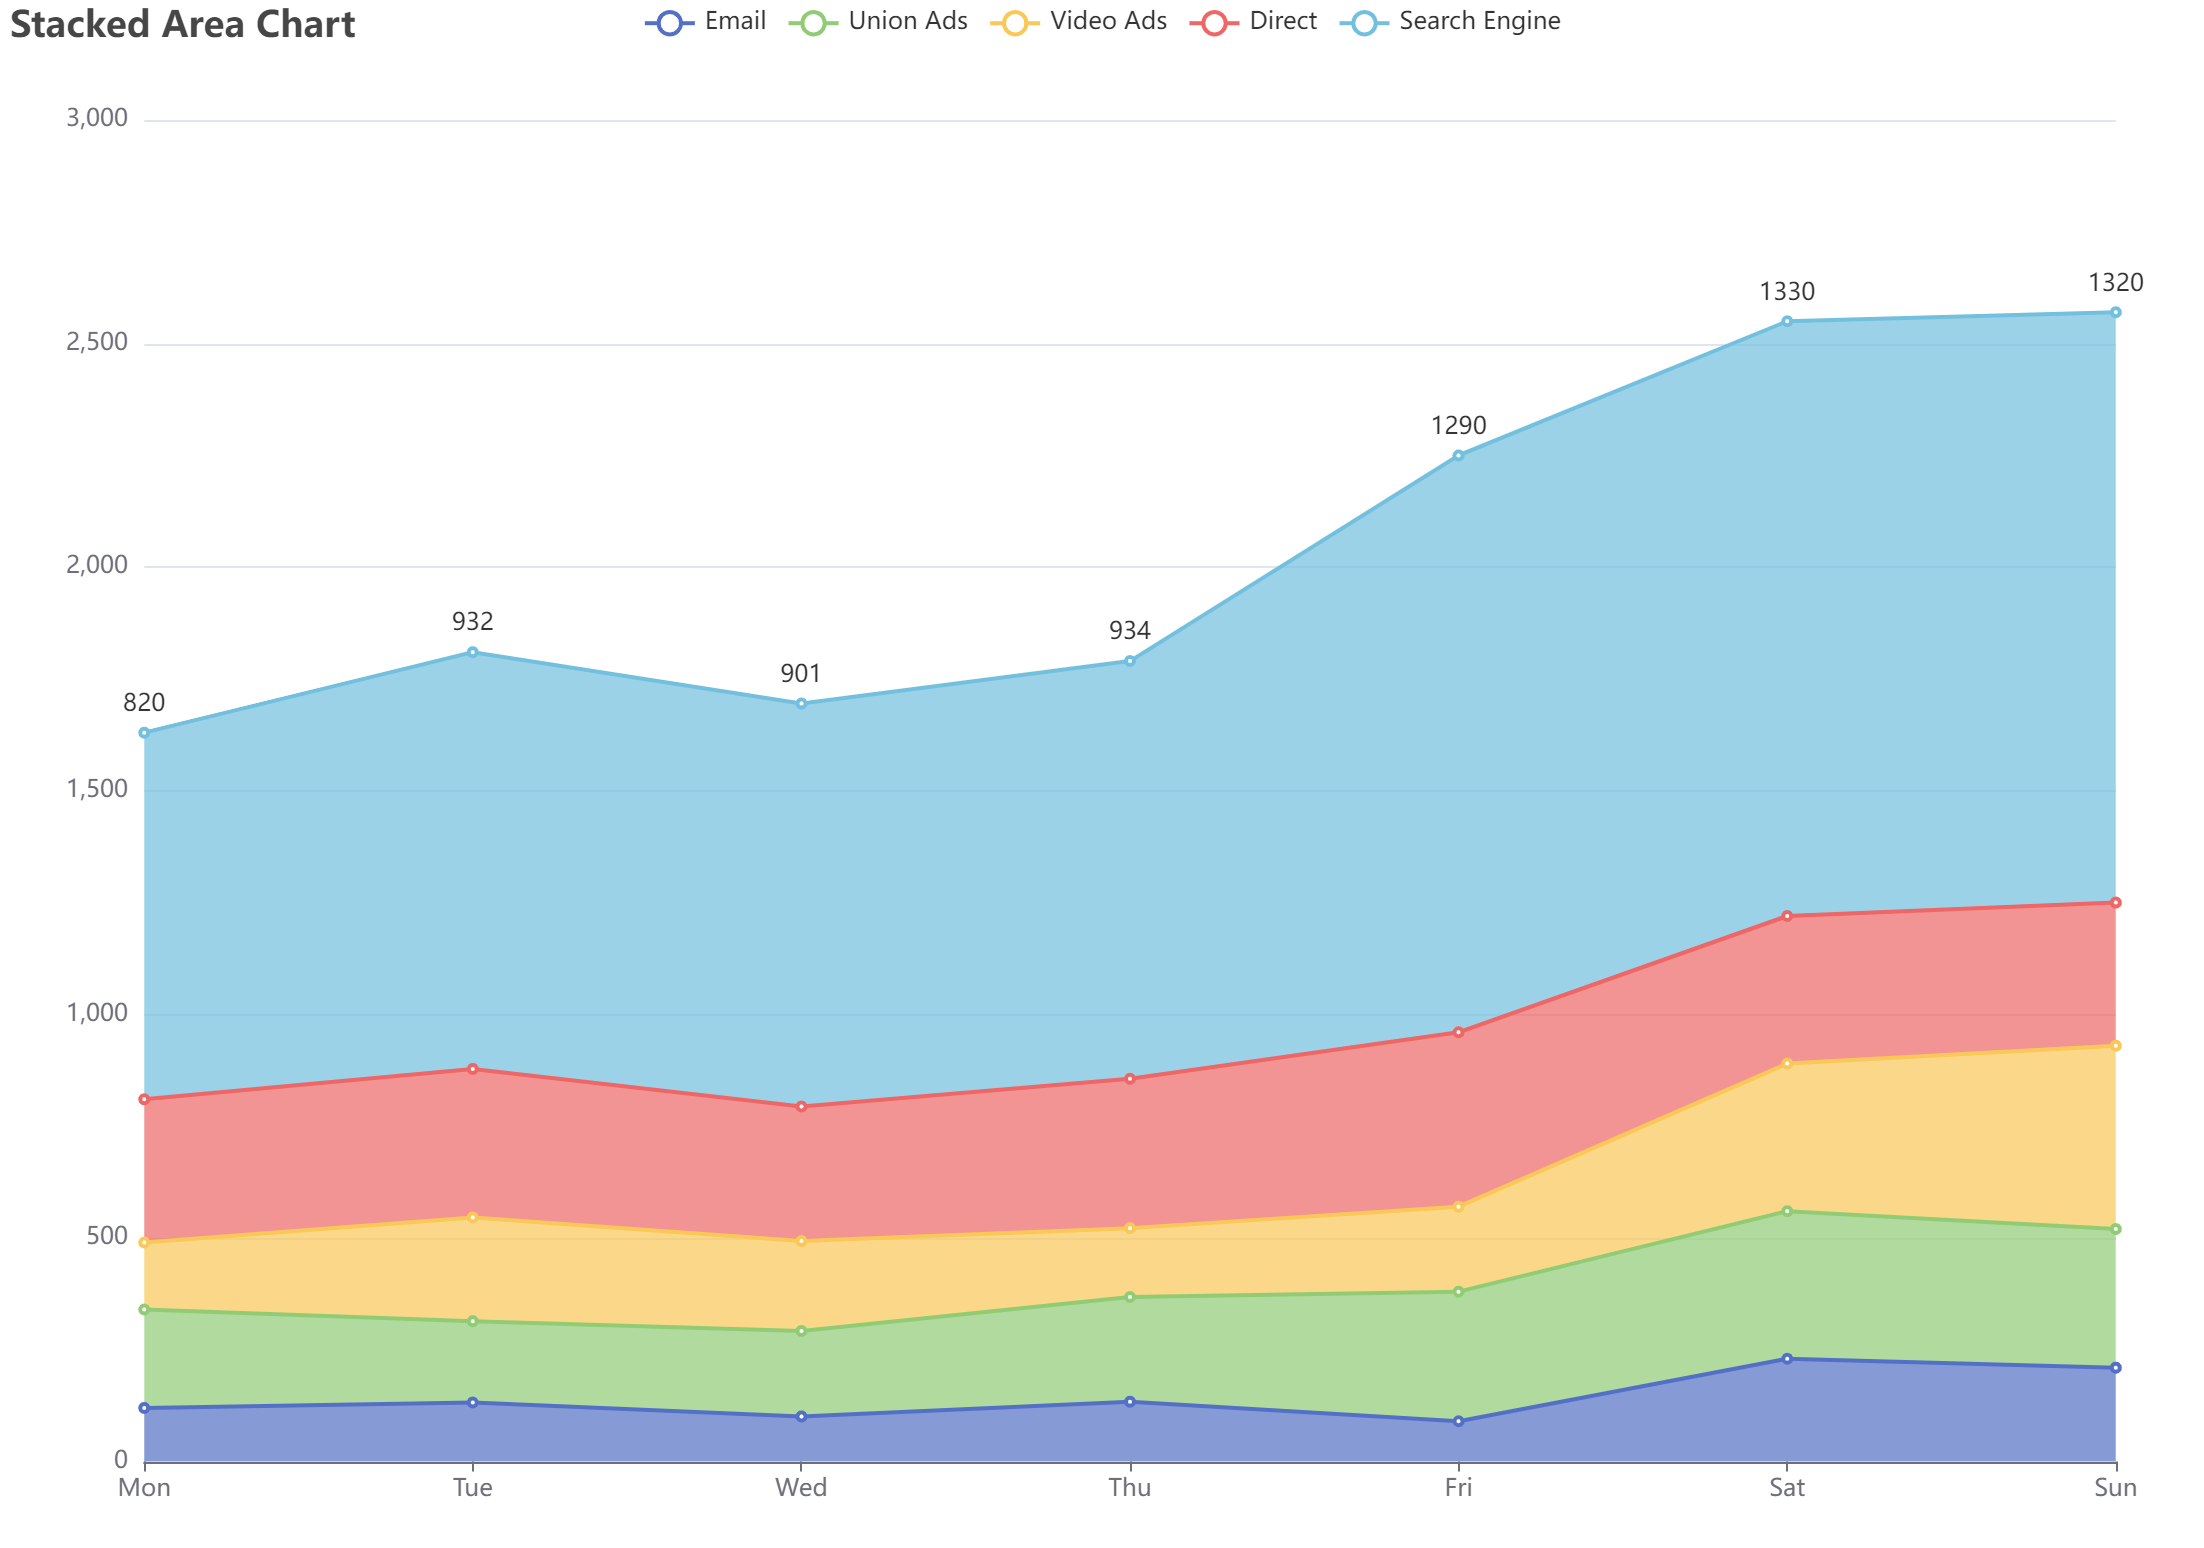 Stacked Area Chart
Email Union Ads Video Ads Direct Search Engine
3,000
2,500
2,000
1,500
1,000
500
0
820 932 901 934 1290 1330 1320
Mon Tue Wed Thu Fri Sat Sun